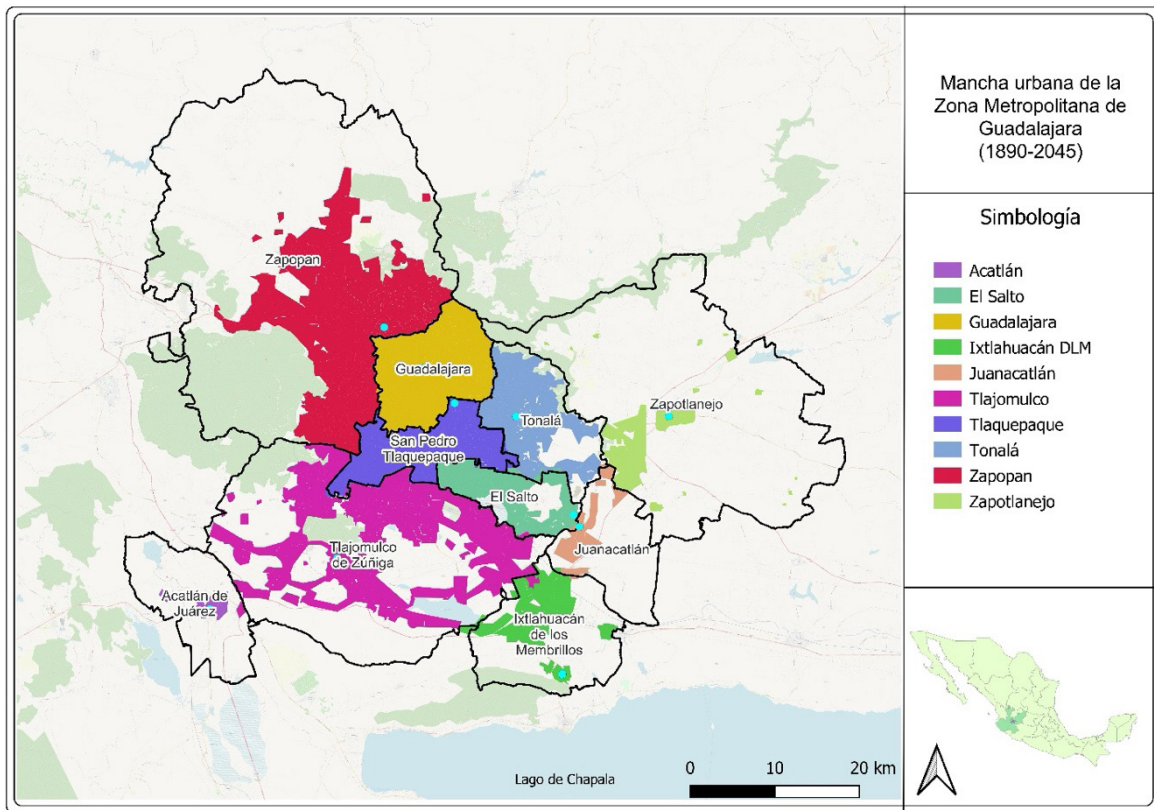 Mancha urbana de la
Zona Metropolitana de
Guadalajara
(1890-2045)
Simbología
Acatlán
El Salto
Guadalajara
Ixtlahuacán DLM
Juanacatlán
Tlajomulco
Tlaquepaque
Tonalá
Zapopan
Zapotlanejo
Zapopan
Guadalajara
Zapotlanejo
Tonalá
San Pedro
Tlaquepaque
El Salto
Juanacatlán
Tlajomulco
de Zúñiga
Acatlán de
Juárez
Ixtlahuacán
de los
Membrillos
Lago de Chapala
0 10 20 km